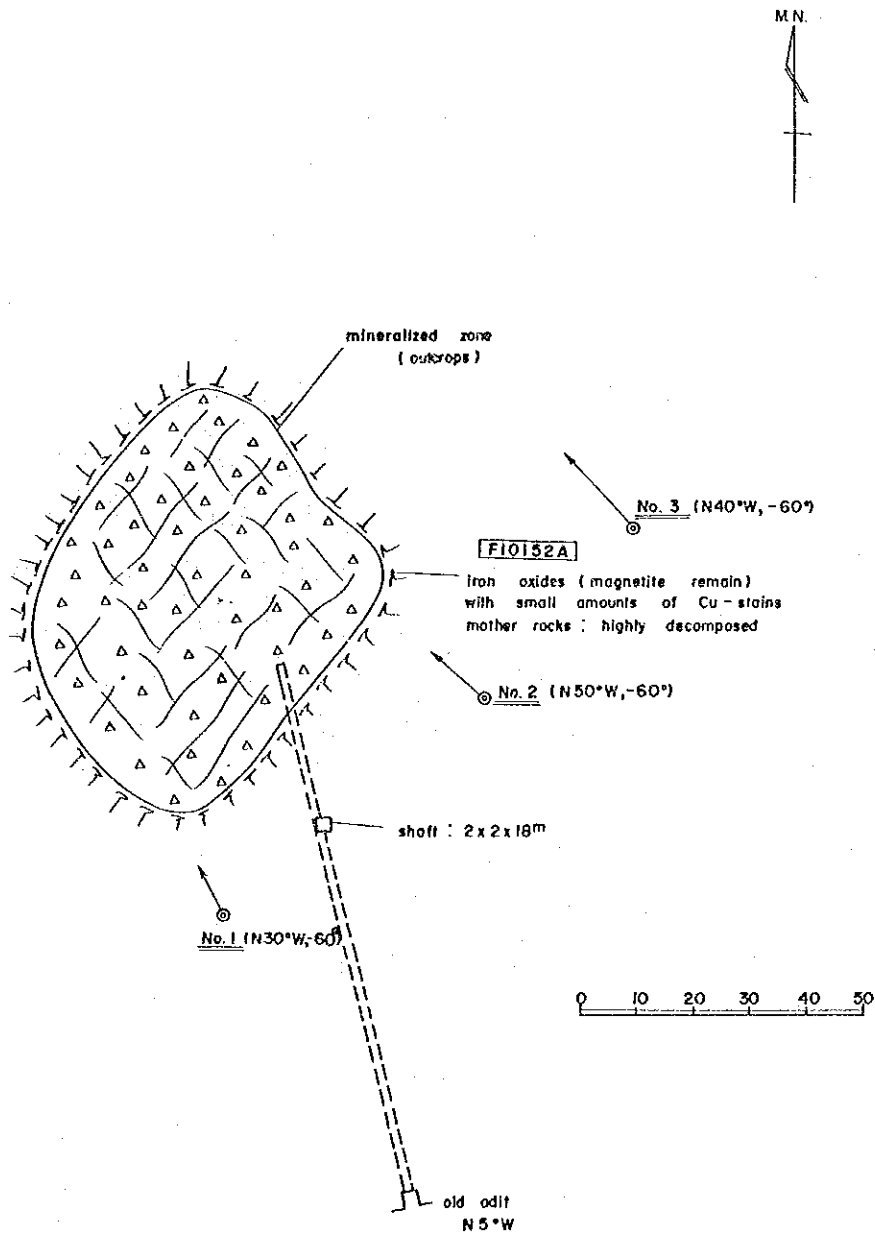 M.N.
mineralized zone
(outcrops)
No. 3 (N40°W, -60°)
F10152A
iron oxides (magnetite remain)
with small amounts of Cu-stains
mother rocks : highly decomposed
No. 2 (N50°W, -60°)
shaft : 2 x 2 x 18m
No. 1 (N30°W, -60)
0 10 20 30 40 50
old adit
N5°W